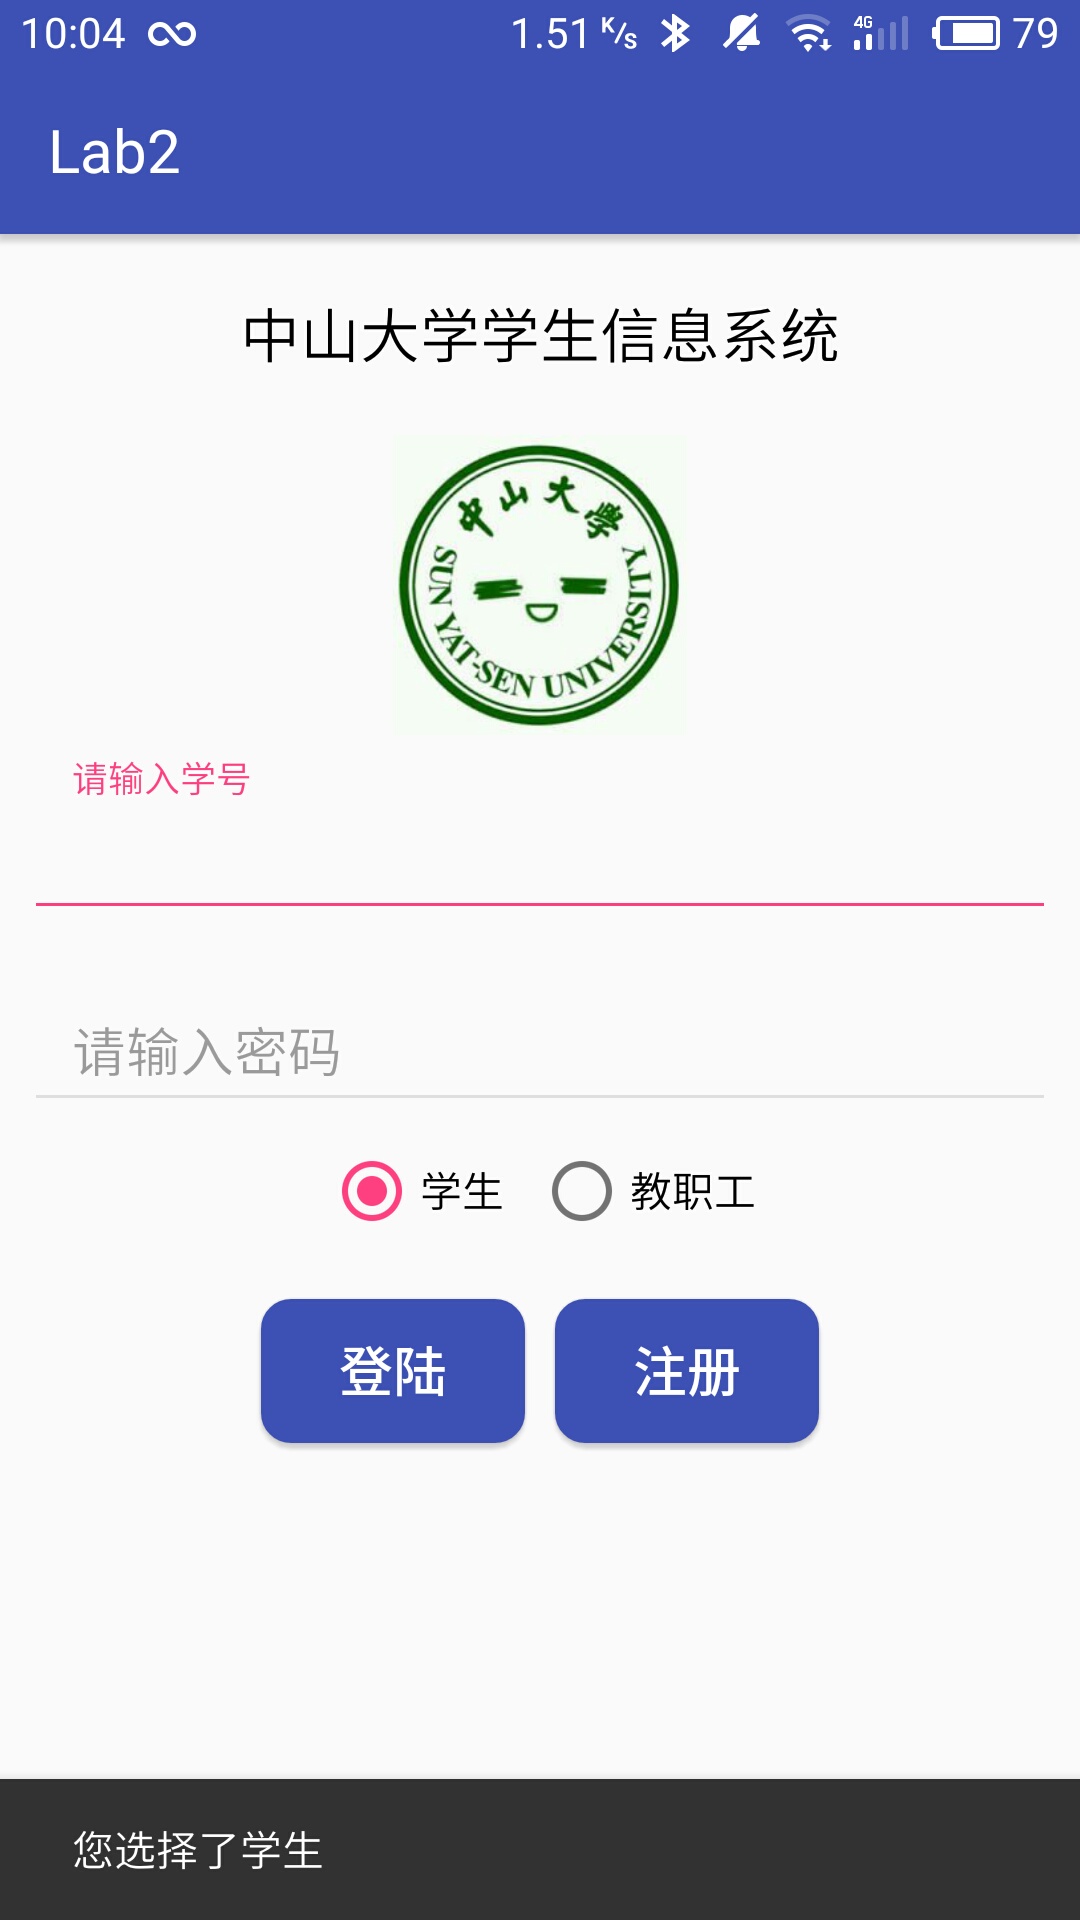 10:04 1.51 K/s 4G 79
Lab2
中山大学学生信息系统
中山大學
SUN YAT-SEN UNIVERSITY
请输入学号
请输入密码
学生 教职工
登陆 注册
您选择了学生